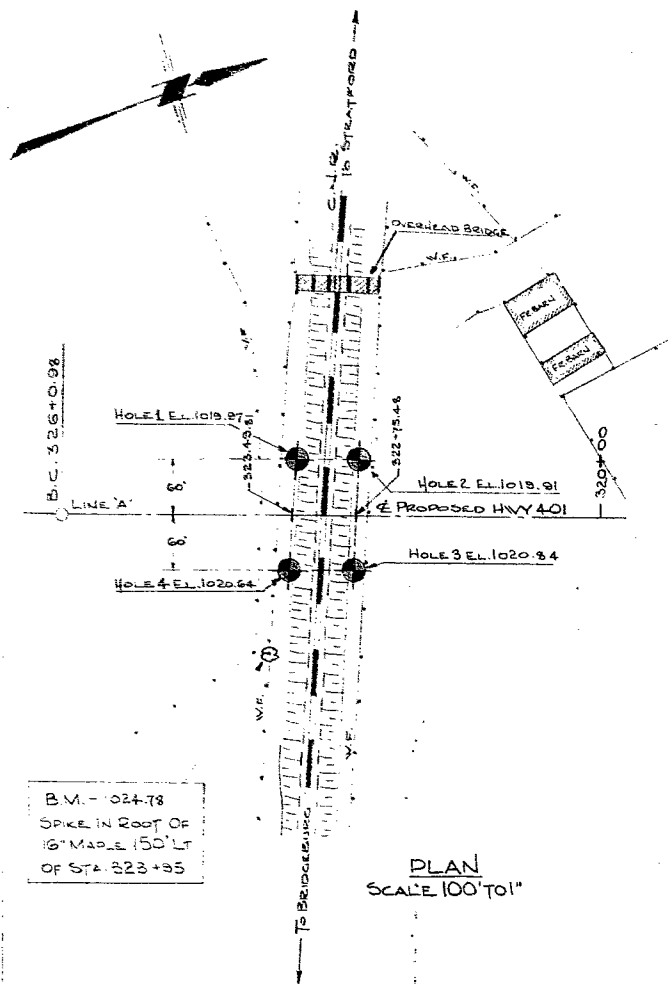 TO STRATFORD
C.N.R.
W.F.
OVERHEAD BRIDGE
W.F.
FR. BARN
FR. BARN
W.F.
B.C. 326+0.98
HOLE 1 EL. 1019.97
323+49.81
322+75.48
HOLE 2 EL. 1019.91
320+00
60'
LINE 'A'
℄ PROPOSED HWY 401
60'
HOLE 3 EL. 1020.84
HOLE 4 EL. 1020.64
W.F.
W.F.
B.M. - 1024.78
SPIKE IN ROOT OF
16" MAPLE 150' LT
OF STA. 323+95
PLAN
SCALE 100' TO 1"
TO BRIDGEBURG